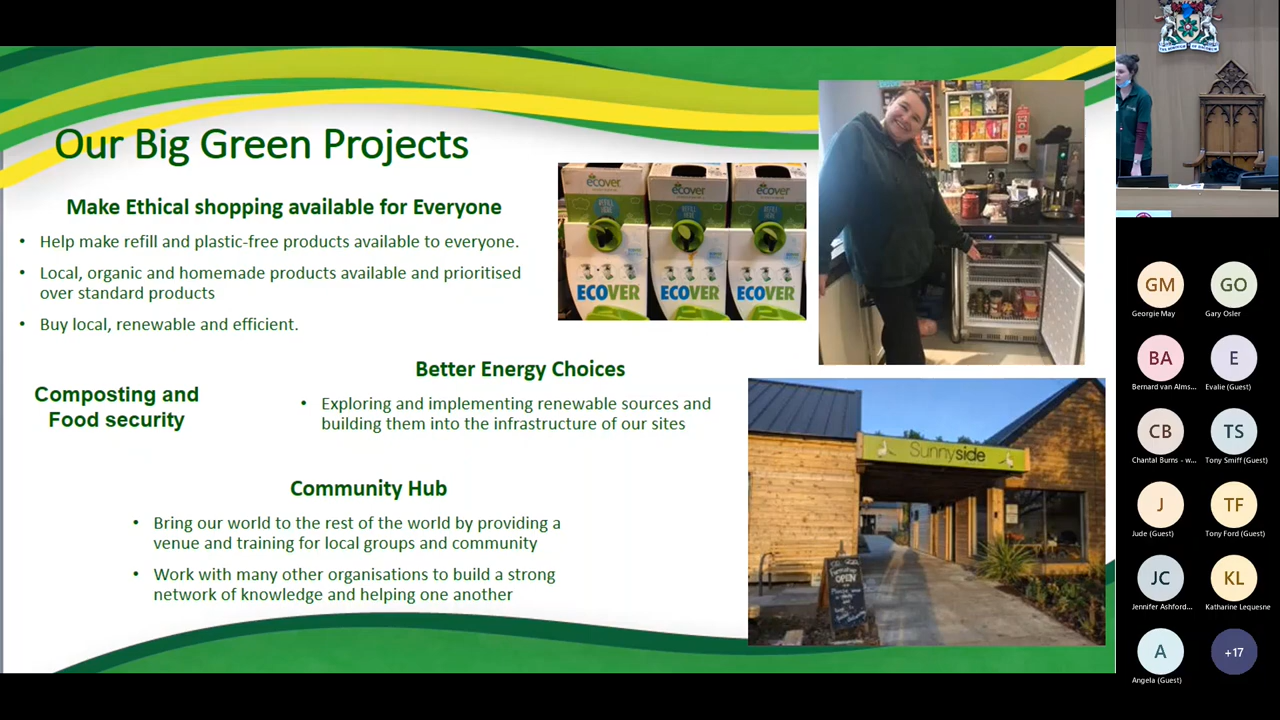 Our Big Green Projects
Make Ethical shopping available for Everyone
• Help make refill and plastic-free products available to everyone.
• Local, organic and homemade products available and prioritised
over standard products
• Buy local, renewable and efficient.
Composting and
Food security
Better Energy Choices
• Exploring and implementing renewable sources and
building them into the infrastructure of our sites
Community Hub
• Bring our world to the rest of the world by providing a
venue and training for local groups and community
• Work with many other organisations to build a strong
network of knowledge and helping one another
ecover
ecover
ecover
ECOVER
ECOVER
ECOVER
Sunnyside
OPEN
GM
GO
Georgie May
Gary Osler
BA
E
Bernard van Alms...
Evalie (Guest)
CB
TS
Chantal Burns - w...
Tony Smiff (Guest)
J
TF
Jude (Guest)
Tony Ford (Guest)
JC
KL
Jennifer Ashford...
Katharine Lequesne
A
+17
Angela (Guest)